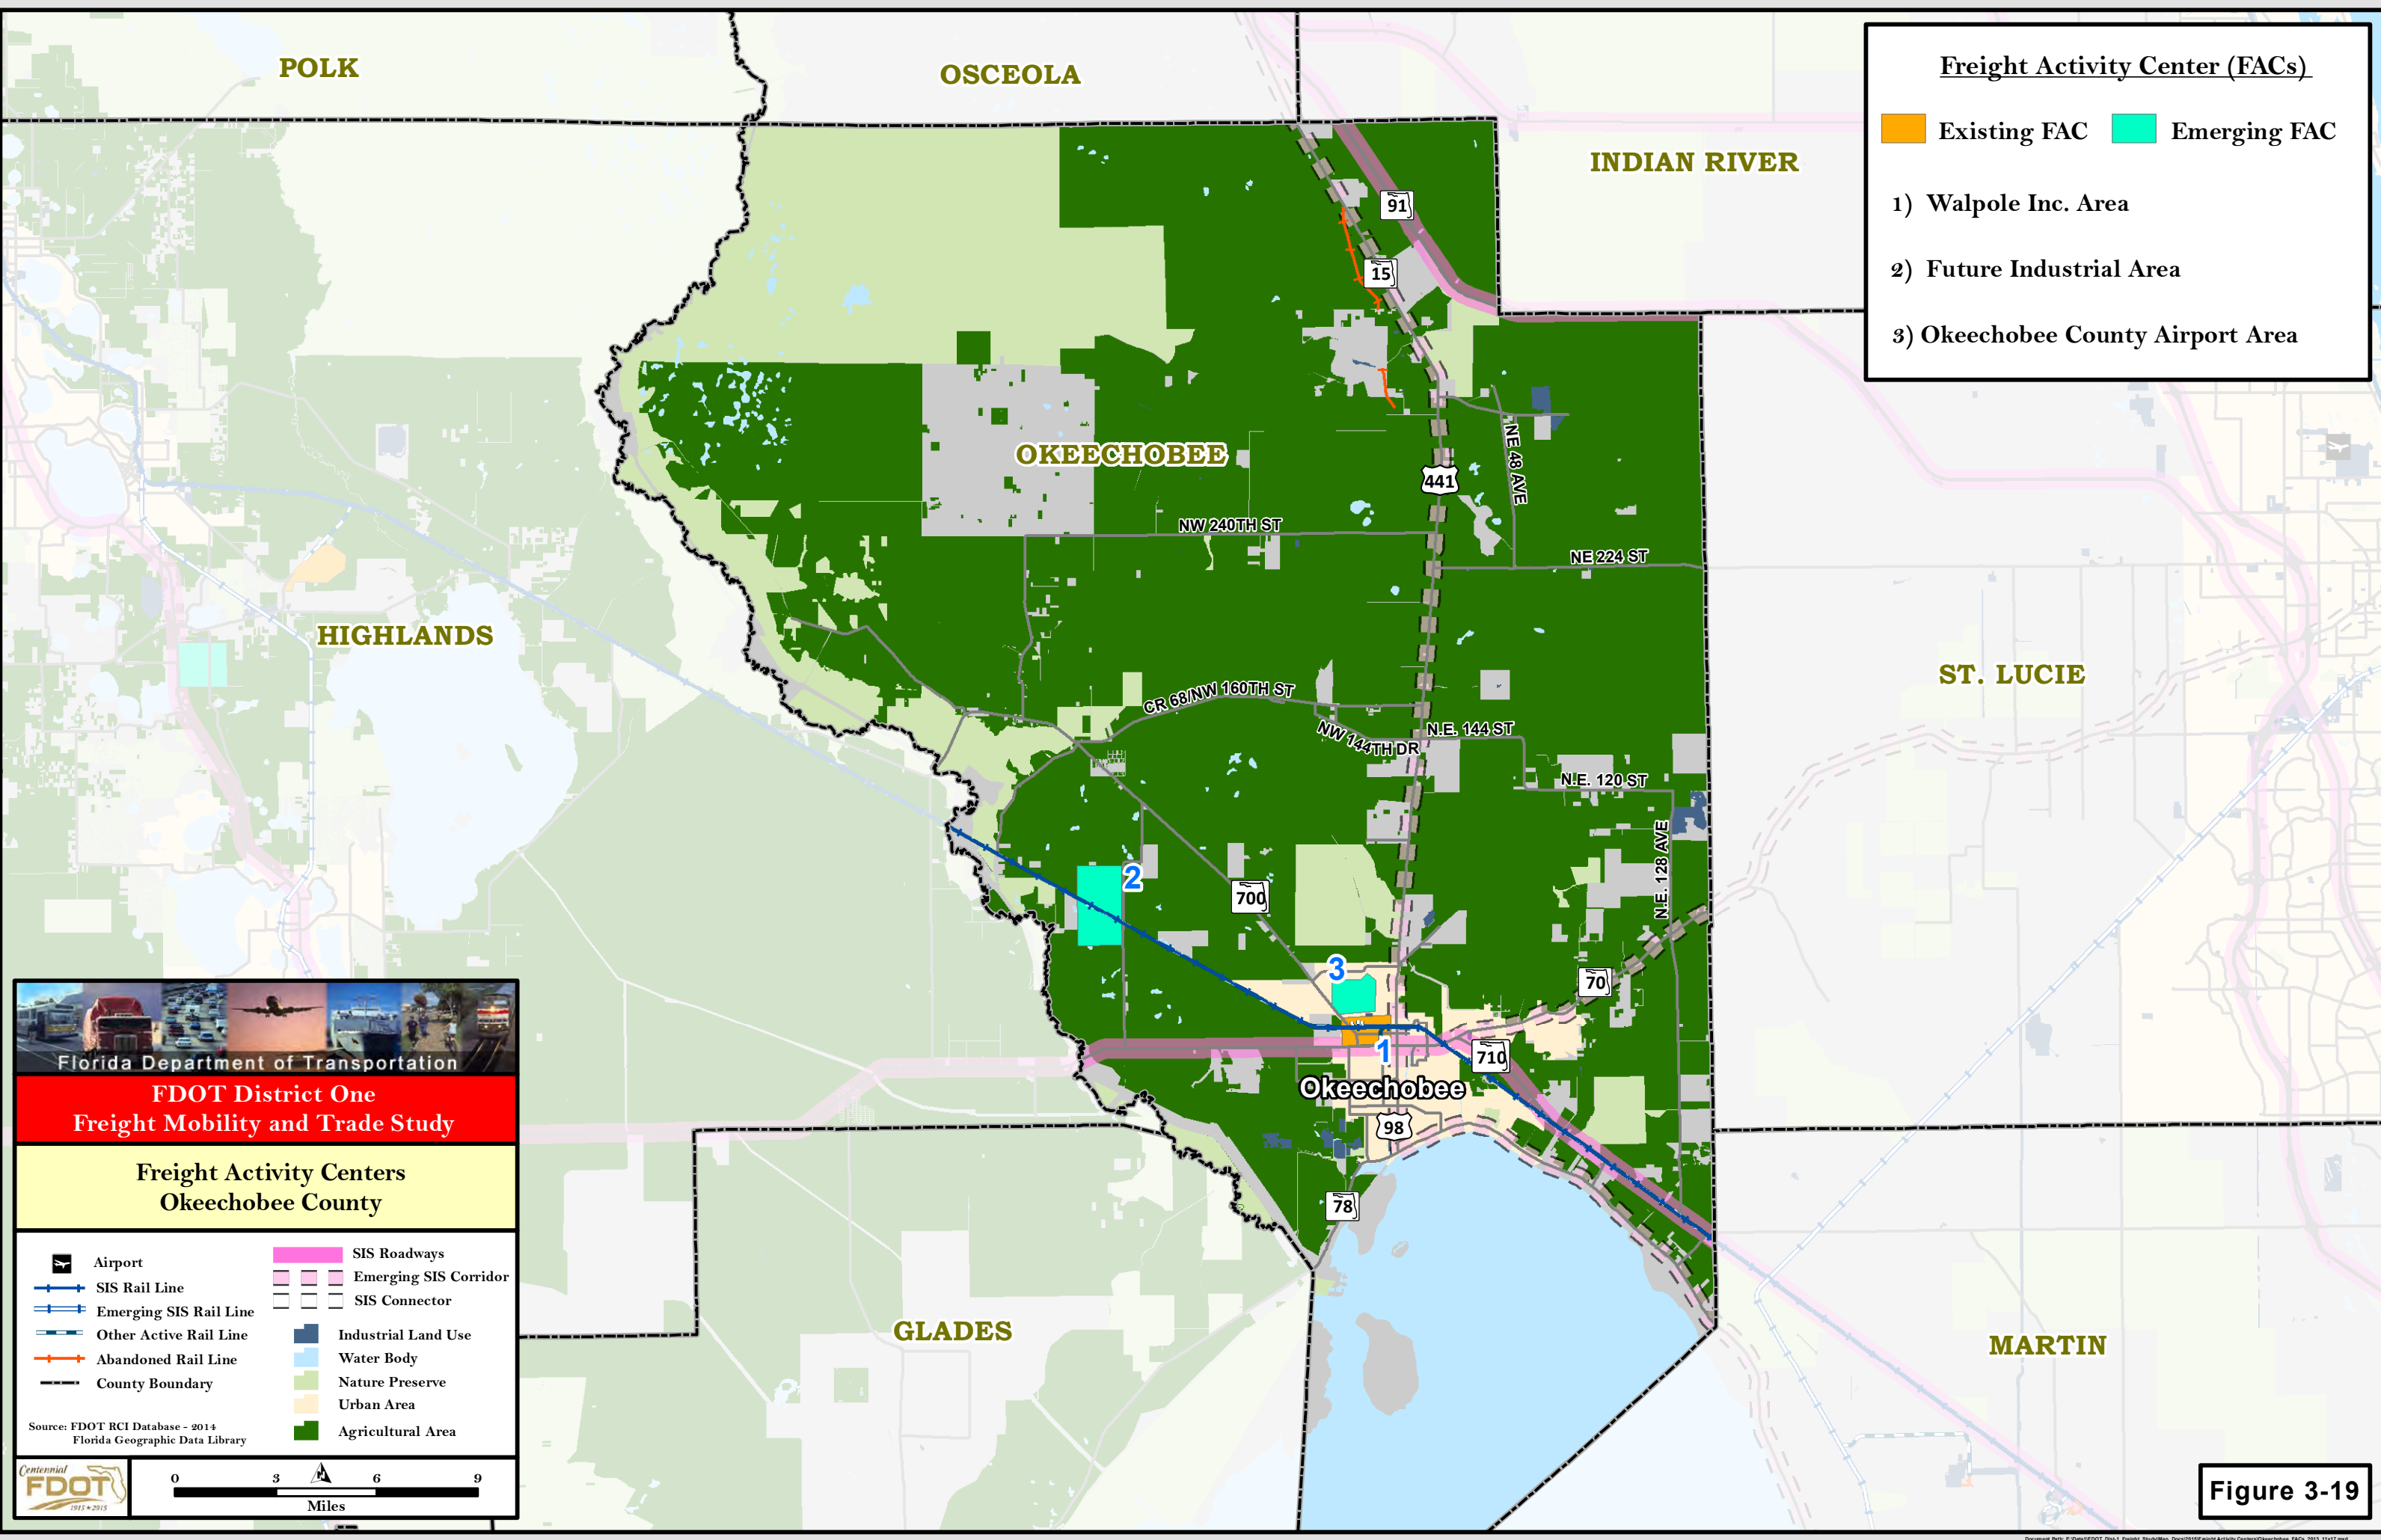 POLK
OSCEOLA
INDIAN RIVER
Freight Activity Center (FACs)
Existing FAC
Emerging FAC
1) Walpole Inc. Area
2) Future Industrial Area
3) Okeechobee County Airport Area
91
15
OKEECHOBEE
441
NE 48 AVE
NW 240TH ST
NE 224 ST
HIGHLANDS
ST. LUCIE
CR 68/NW 160TH ST
NW 144TH DR
N.E. 144 ST
N.E. 120 ST
N.E. 128 AVE
2
700
3
70
1
710
Okeechobee
98
78
GLADES
MARTIN
Florida Department of Transportation
FDOT District One
Freight Mobility and Trade Study
Freight Activity Centers
Okeechobee County
Airport
SIS Rail Line
Emerging SIS Rail Line
Other Active Rail Line
Abandoned Rail Line
County Boundary
SIS Roadways
Emerging SIS Corridor
SIS Connector
Industrial Land Use
Water Body
Nature Preserve
Urban Area
Agricultural Area
Source: FDOT RCI Database - 2014
Florida Geographic Data Library
Centennial
FDOT
1915 ★ 2015
0 3 6 9
N
Miles
Figure 3-19